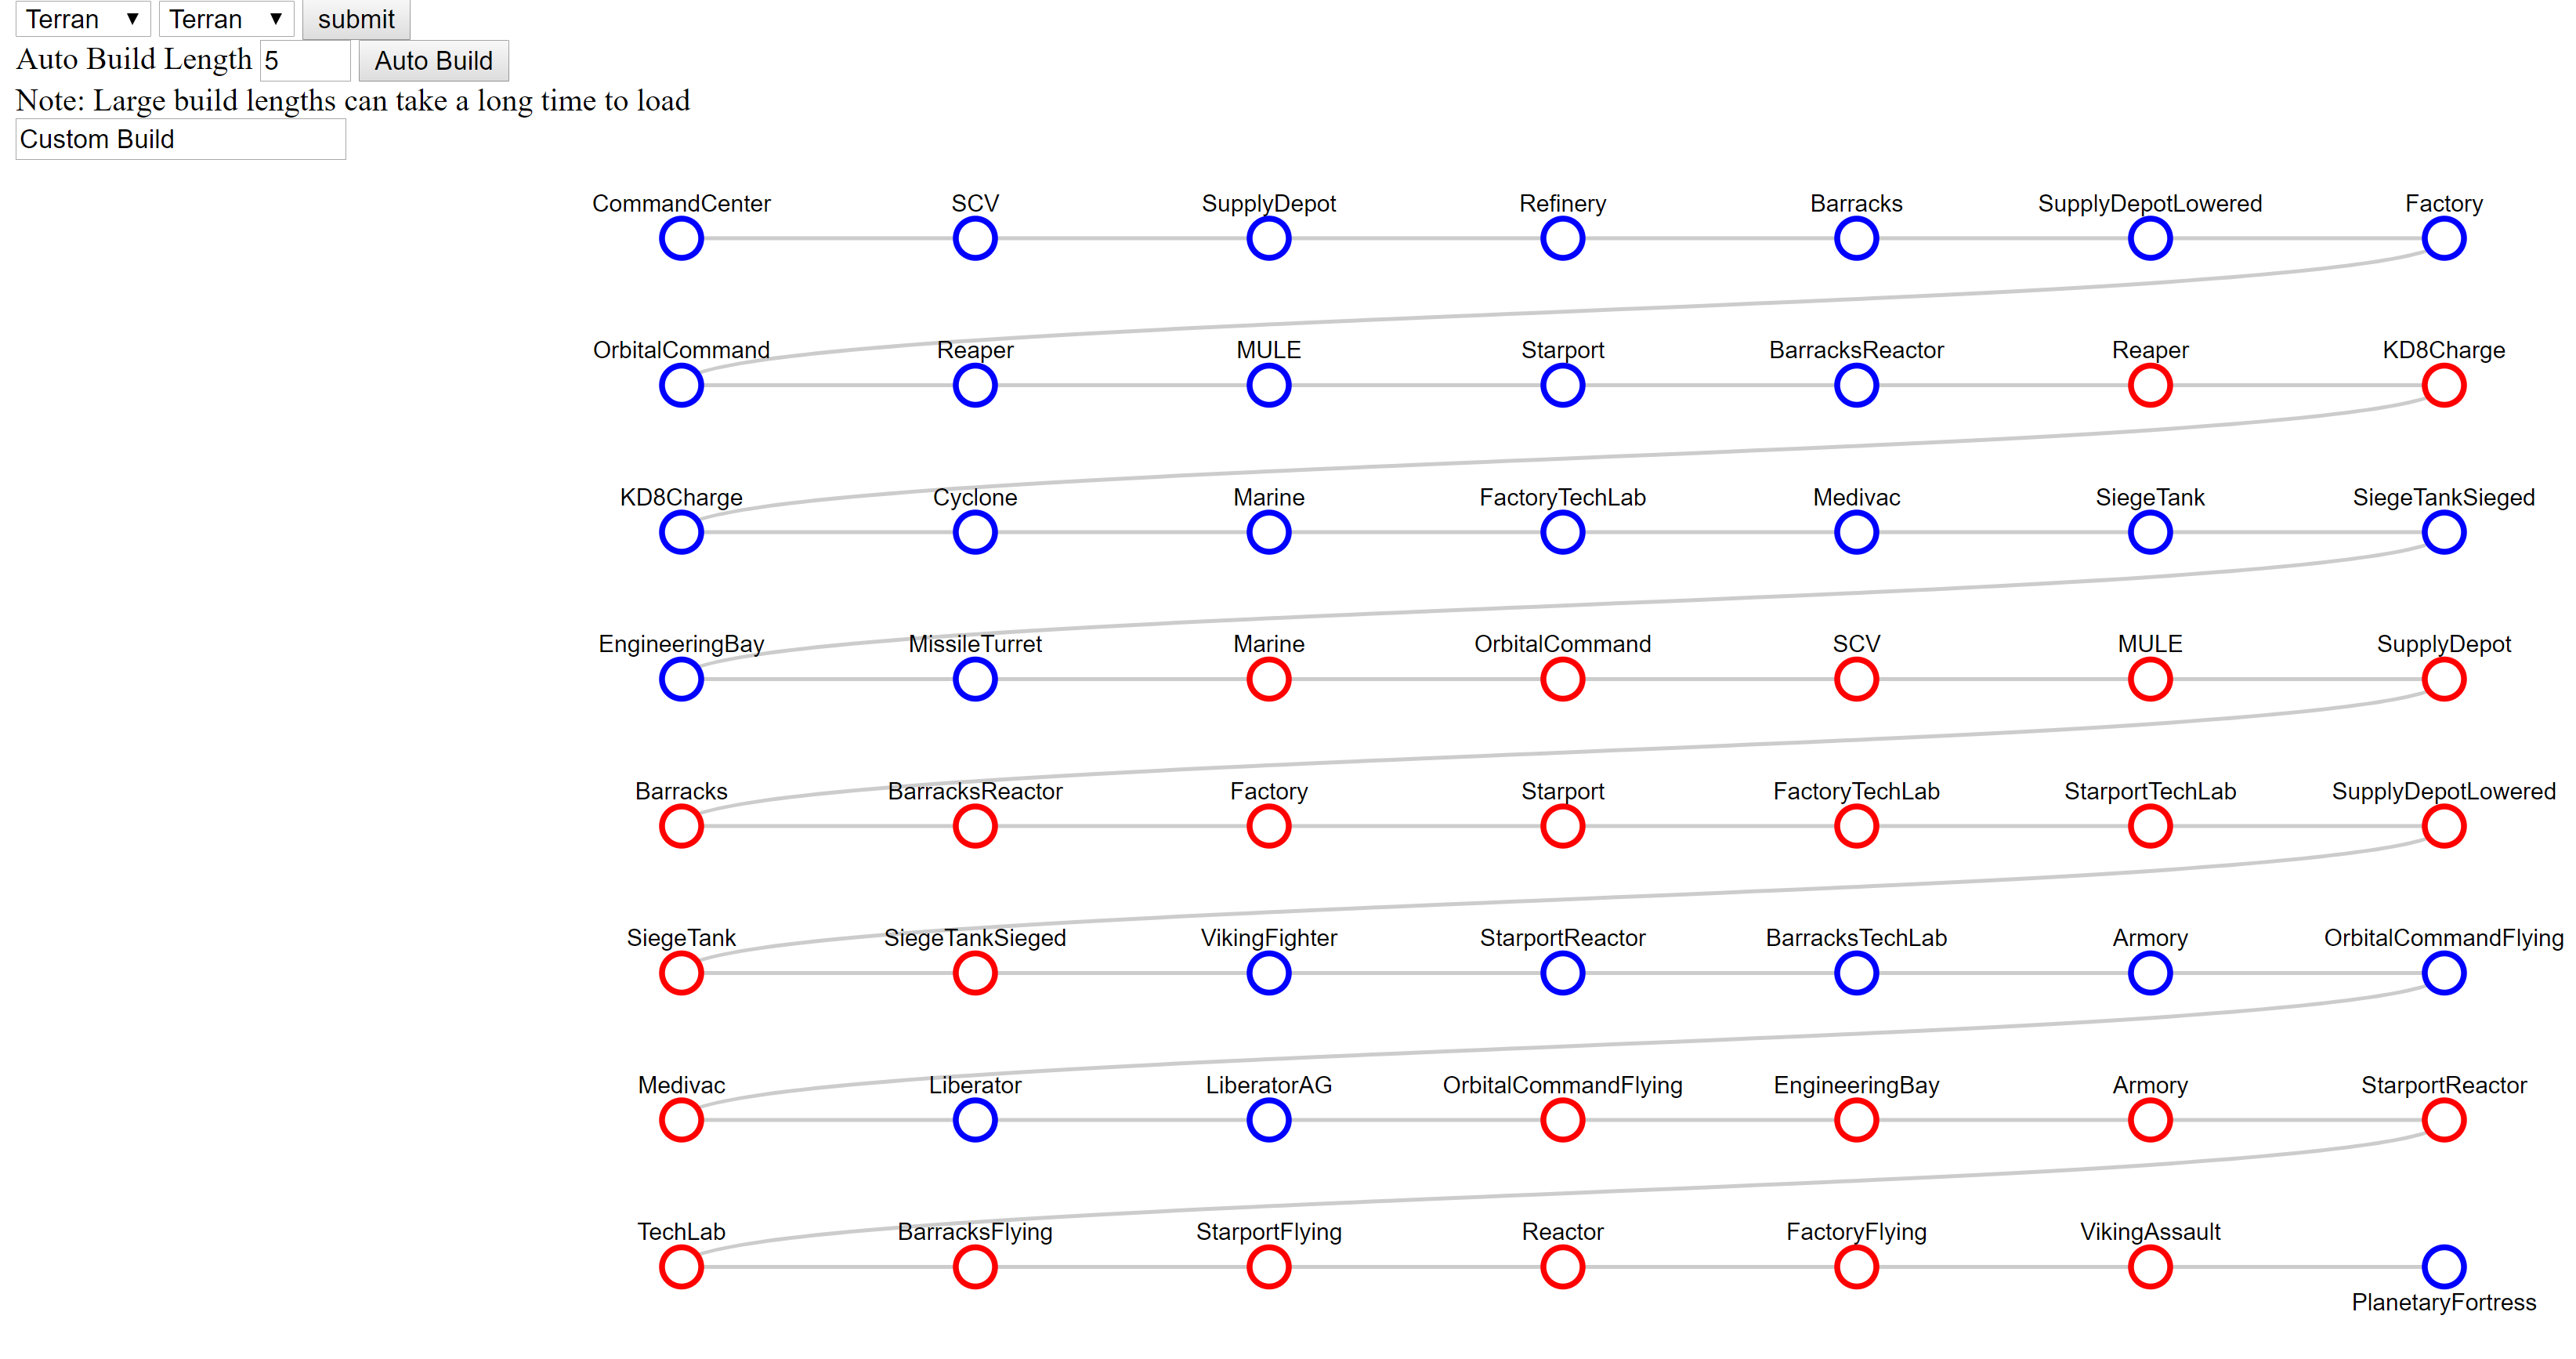 Terran Terran submit
Auto Build Length 5 Auto Build
Note: Large build lengths can take a long time to load
Custom Build
CommandCenter SCV SupplyDepot Refinery Barracks SupplyDepotLowered Factory
OrbitalCommand Reaper MULE Starport BarracksReactor Reaper KD8Charge
KD8Charge Cyclone Marine FactoryTechLab Medivac SiegeTank SiegeTankSieged
EngineeringBay MissileTurret Marine OrbitalCommand SCV MULE SupplyDepot
Barracks BarracksReactor Factory Starport FactoryTechLab StarportTechLab SupplyDepotLowered
SiegeTank SiegeTankSieged VikingFighter StarportReactor BarracksTechLab Armory OrbitalCommandFlying
Medivac Liberator LiberatorAG OrbitalCommandFlying EngineeringBay Armory StarportReactor
TechLab BarracksFlying StarportFlying Reactor FactoryFlying VikingAssault
PlanetaryFortress